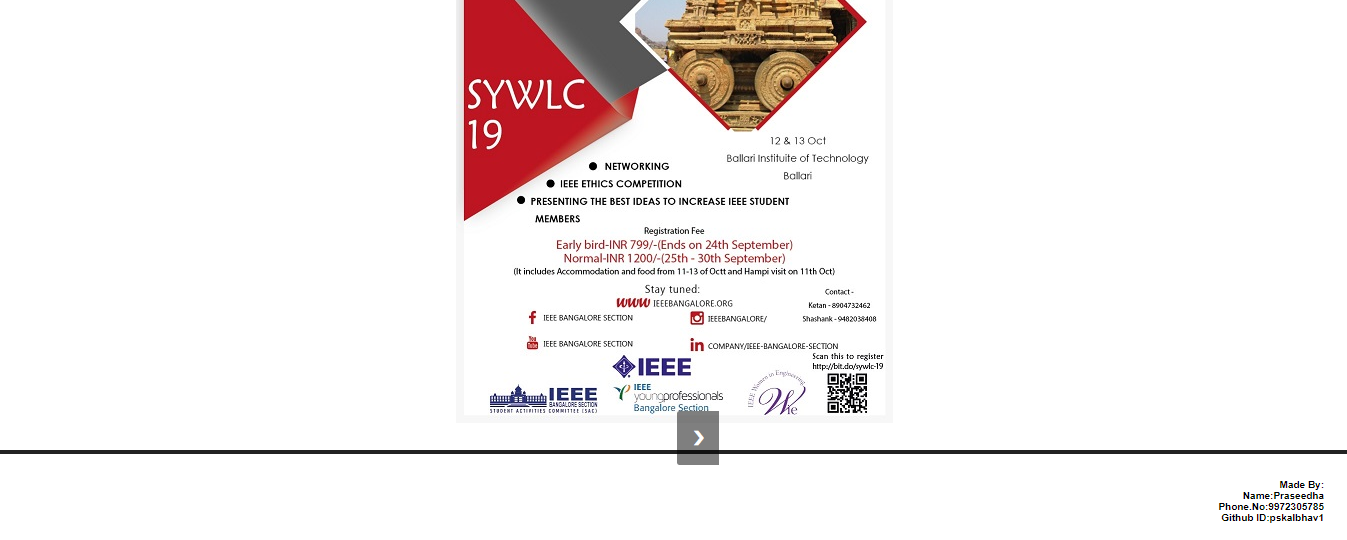 SYWLC
19
12 & 13 Oct
Ballari Instituite of Technology
Ballari
● NETWORKING
● IEEE ETHICS COMPETITION
● PRESENTING THE BEST IDEAS TO INCREASE IEEE STUDENT
MEMBERS
Registration Fee
Early bird-INR 799/-(Ends on 24th September)
Normal-INR 1200/-(25th - 30th September)
(It includes Accommodation and food from 11-13 of Octt and Hampi visit on 11th Oct)
Stay tuned:
www IEEEBANGALORE.ORG
Contact -
Ketan - 8904732462
Shashank - 9482038408
f IEEE BANGALORE SECTION
IEEEBANGALORE/
You Tube IEEE BANGALORE SECTION
in COMPANY/IEEE-BANGALORE-SECTION
Scan this to register
http://bit.do/sywlc-19
IEEE
IEEE
BANGALORE SECTION
STUDENT ACTIVITIES COMMITTEE (SAC)
IEEE
youngprofessionals
Bangalore Section
IEEE Women in Engineering
Wie
❯
Made By:
Name:Praseedha
Phone.No:9972305785
Github ID:pskalbhav1